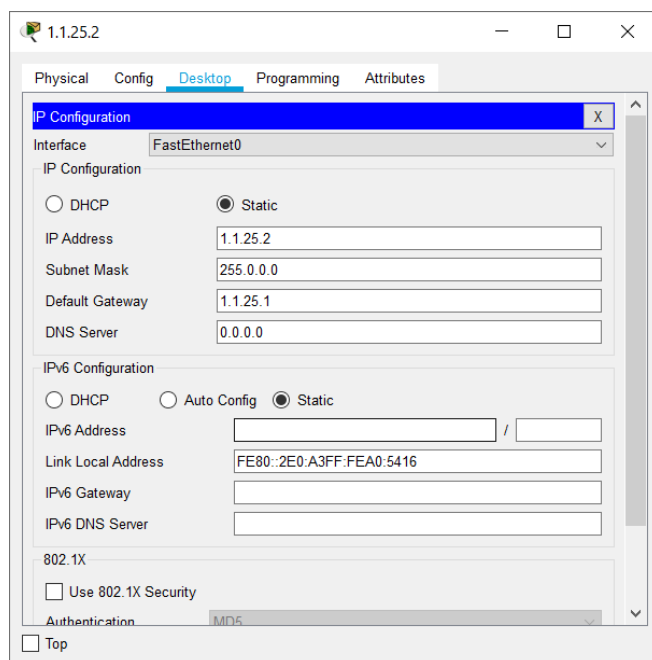 1.1.25.2
Physical Config Desktop Programming Attributes
IP Configuration X
Interface FastEthernet0
IP Configuration
DHCP Static
IP Address 1.1.25.2
Subnet Mask 255.0.0.0
Default Gateway 1.1.25.1
DNS Server 0.0.0.0
IPv6 Configuration
DHCP Auto Config Static
IPv6 Address /
Link Local Address FE80::2E0:A3FF:FEA0:5416
IPv6 Gateway
IPv6 DNS Server
802.1X
Use 802.1X Security
Authentication MD5
Top